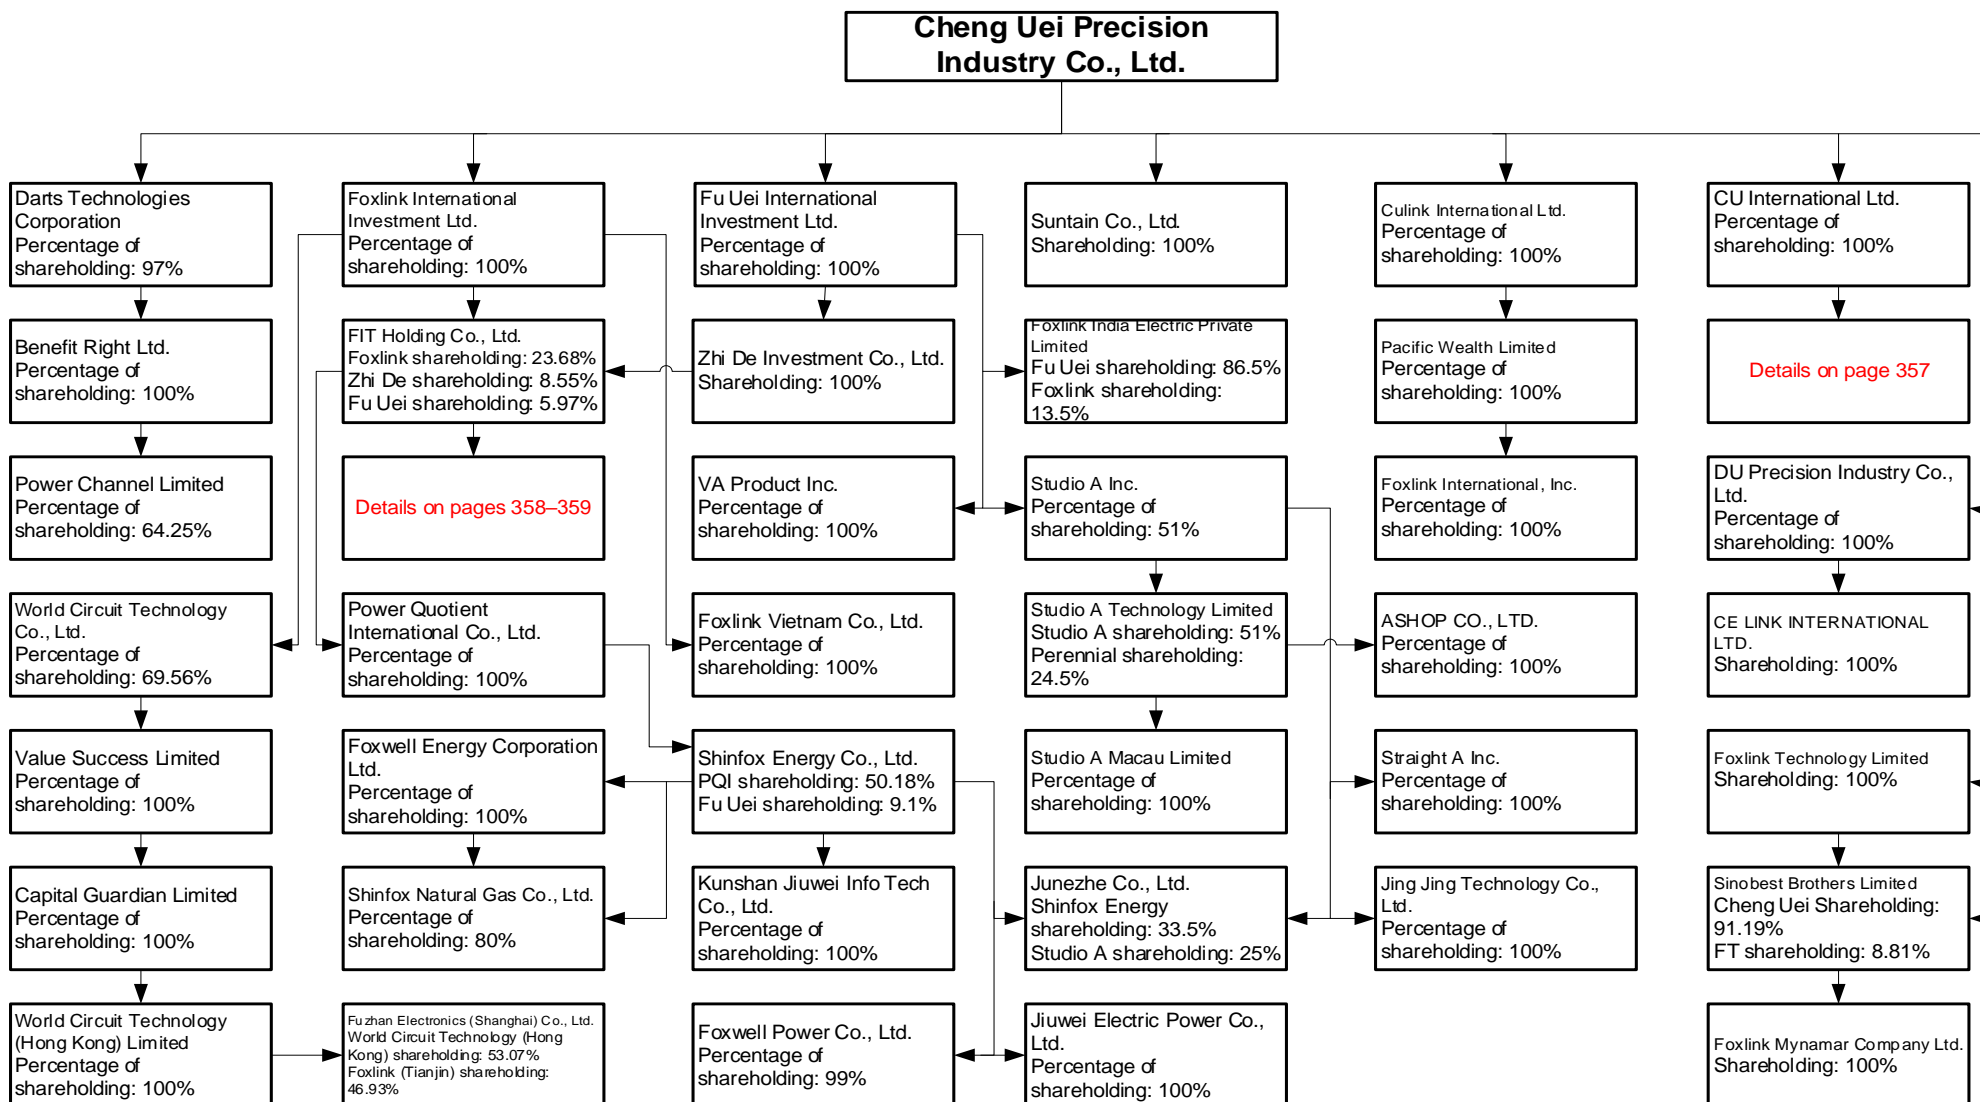 Cheng Uei Precision
Industry Co., Ltd.
Darts Technologies
Corporation
Percentage of
shareholding: 97%
Foxlink International
Investment Ltd.
Percentage of
shareholding: 100%
Fu Uei International
Investment Ltd.
Percentage of
shareholding: 100%
Suntain Co., Ltd.
Shareholding: 100%
Culink International Ltd.
Percentage of
shareholding: 100%
CU International Ltd.
Percentage of
shareholding: 100%
Benefit Right Ltd.
Percentage of
shareholding: 100%
FIT Holding Co., Ltd.
Foxlink shareholding: 23.68%
Zhi De shareholding: 8.55%
Fu Uei shareholding: 5.97%
Zhi De Investment Co., Ltd.
Shareholding: 100%
Foxlink India Electric Private
Limited
Fu Uei shareholding: 86.5%
Foxlink shareholding:
13.5%
Pacific Wealth Limited
Percentage of
shareholding: 100%
Details on page 357
Power Channel Limited
Percentage of
shareholding: 64.25%
Details on pages 358–359
VA Product Inc.
Percentage of
shareholding: 100%
Studio A Inc.
Percentage of
shareholding: 51%
Foxlink International, Inc.
Percentage of
shareholding: 100%
DU Precision Industry Co.,
Ltd.
Percentage of
shareholding: 100%
World Circuit Technology
Co., Ltd.
Percentage of
shareholding: 69.56%
Power Quotient
International Co., Ltd.
Percentage of
shareholding: 100%
Foxlink Vietnam Co., Ltd.
Percentage of
shareholding: 100%
Studio A Technology Limited
Studio A shareholding: 51%
Perennial shareholding:
24.5%
ASHOP CO., LTD.
Percentage of
shareholding: 100%
CE LINK INTERNATIONAL
LTD.
Shareholding: 100%
Value Success Limited
Percentage of
shareholding: 100%
Foxwell Energy Corporation
Ltd.
Percentage of
shareholding: 100%
Shinfox Energy Co., Ltd.
PQI shareholding: 50.18%
Fu Uei shareholding: 9.1%
Studio A Macau Limited
Percentage of
shareholding: 100%
Straight A Inc.
Percentage of
shareholding: 100%
Foxlink Technology Limited
Shareholding: 100%
Capital Guardian Limited
Percentage of
shareholding: 100%
Shinfox Natural Gas Co., Ltd.
Percentage of
shareholding: 80%
Kunshan Jiuwei Info Tech
Co., Ltd.
Percentage of
shareholding: 100%
Junezhe Co., Ltd.
Shinfox Energy
shareholding: 33.5%
Studio A shareholding: 25%
Jing Jing Technology Co.,
Ltd.
Percentage of
shareholding: 100%
Sinobest Brothers Limited
Cheng Uei Shareholding:
91.19%
FT shareholding: 8.81%
World Circuit Technology
(Hong Kong) Limited
Percentage of
shareholding: 100%
Fuzhan Electronics (Shanghai) Co., Ltd.
World Circuit Technology (Hong
Kong) shareholding: 53.07%
Foxlink (Tianjin) shareholding:
46.93%
Foxwell Power Co., Ltd.
Percentage of
shareholding: 99%
Jiuwei Electric Power Co.,
Ltd.
Percentage of
shareholding: 100%
Foxlink Mynamar Company Ltd.
Shareholding: 100%